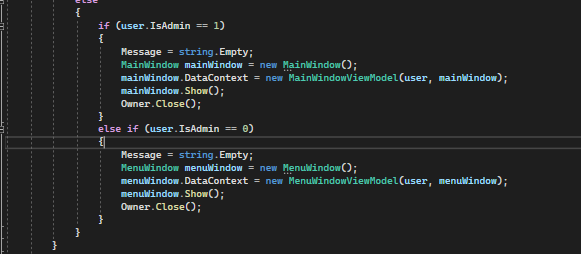 else
{
if (user.IsAdmin == 1)
{
Message = string.Empty;
MainWindow mainWindow = new MainWindow();
mainWindow.DataContext = new MainWindowViewModel(user, mainWindow);
mainWindow.Show();
Owner.Close();
}
else if (user.IsAdmin == 0)
{
Message = string.Empty;
MenuWindow menuWindow = new MenuWindow();
menuWindow.DataContext = new MenuWindowViewModel(user, menuWindow);
menuWindow.Show();
Owner.Close();
}
}
}